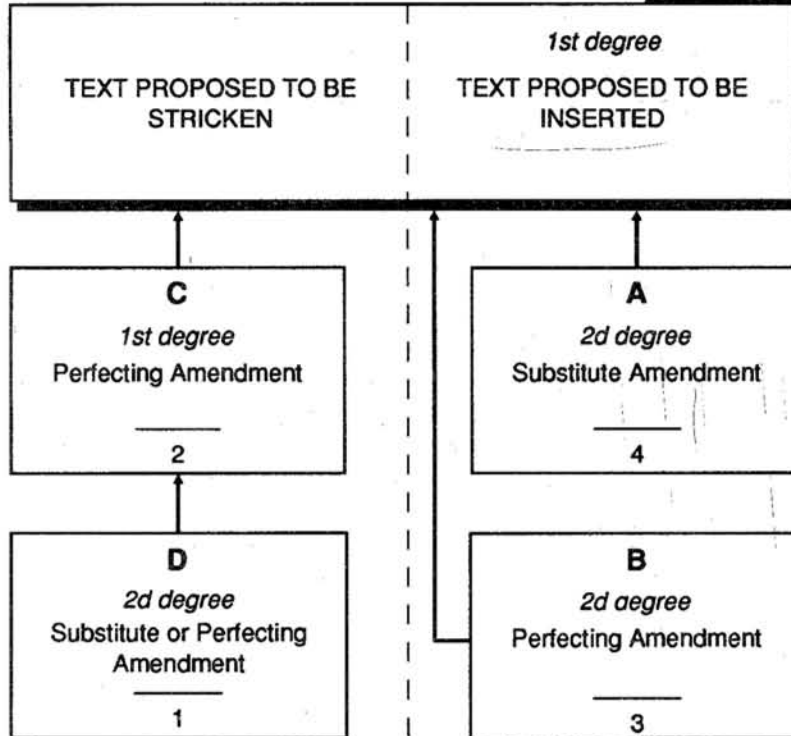 1st degree
TEXT PROPOSED TO BE
STRICKEN
TEXT PROPOSED TO BE
INSERTED
C
1st degree
Perfecting Amendment
2
A
2d degree
Substitute Amendment
4
D
2d degree
Substitute or Perfecting
Amendment
1
B
2d aegree
Perfecting Amendment
3